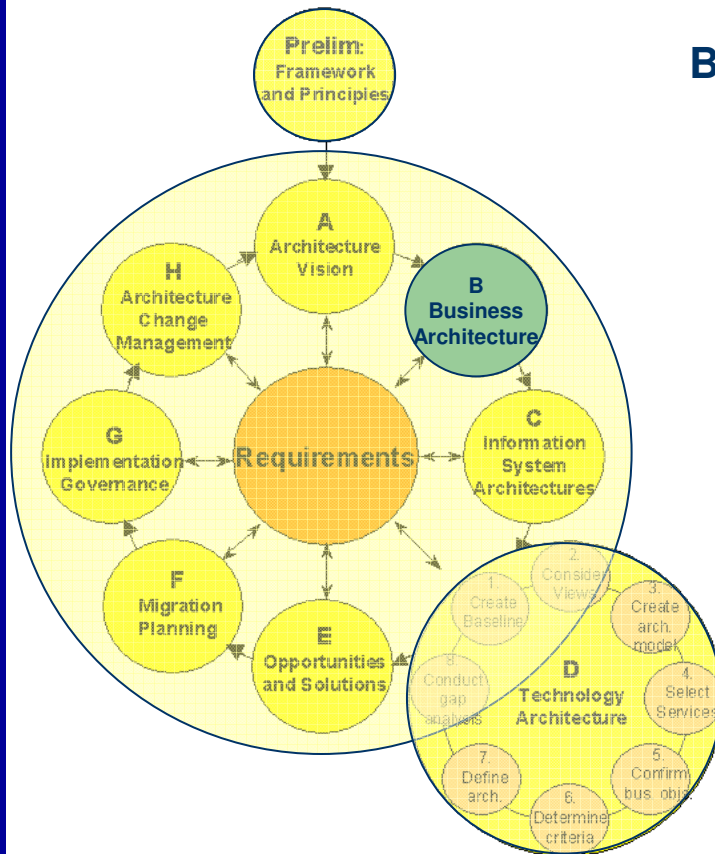 B
Prelim:
Framework
and Principles
A
Architecture
Vision
B
Business
Architecture
C
Information
System
Architectures
D
Technology
Architecture
1.
Create
Baseline
2.
Consider
Views
3.
Create
arch.
model
4.
Select
Services
5.
Confirm
bus. objs.
6.
Determine
criteria
7.
Define
arch.
8.
Conduct
gap
analysis
E
Opportunities
and Solutions
F
Migration
Planning
G
Implementation
Governance
H
Architecture
Change
Management
Requirements